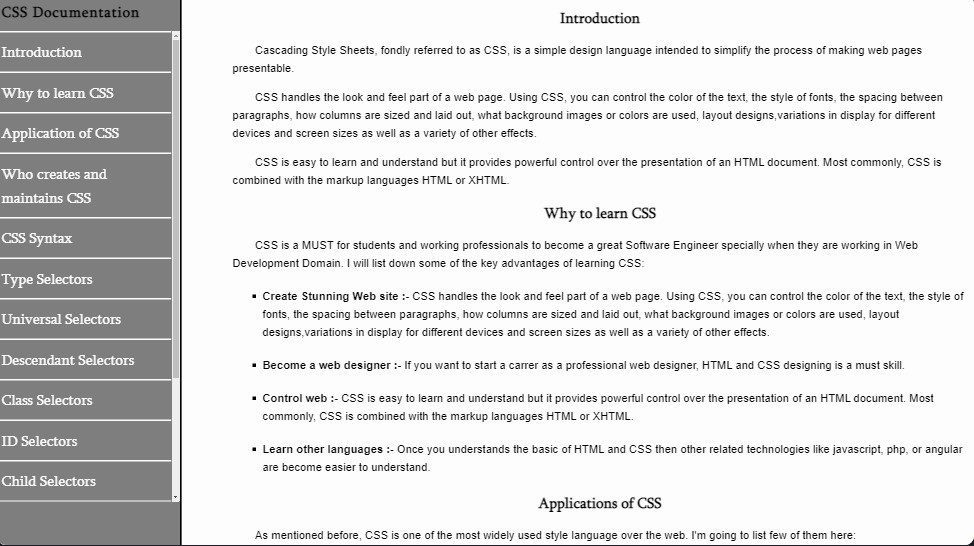 CSS Documentation
Introduction
Why to learn CSS
Application of CSS
Who creates and
maintains CSS
CSS Syntax
Type Selectors
Universal Selectors
Descendant Selectors
Class Selectors
ID Selectors
Child Selectors
Introduction
Cascading Style Sheets, fondly referred to as CSS, is a simple design language intended to simplify the process of making web pages
presentable.
CSS handles the look and feel part of a web page. Using CSS, you can control the color of the text, the style of fonts, the spacing between
paragraphs, how columns are sized and laid out, what background images or colors are used, layout designs,variations in display for different
devices and screen sizes as well as a variety of other effects.
CSS is easy to learn and understand but it provides powerful control over the presentation of an HTML document. Most commonly, CSS is
combined with the markup languages HTML or XHTML.
Why to learn CSS
CSS is a MUST for students and working professionals to become a great Software Engineer specially when they are working in Web
Development Domain. I will list down some of the key advantages of learning CSS:
▪ Create Stunning Web site :- CSS handles the look and feel part of a web page. Using CSS, you can control the color of the text, the style of
fonts, the spacing between paragraphs, how columns are sized and laid out, what background images or colors are used, layout
designs,variations in display for different devices and screen sizes as well as a variety of other effects.
▪ Become a web designer :- If you want to start a carrer as a professional web designer, HTML and CSS designing is a must skill.
▪ Control web :- CSS is easy to learn and understand but it provides powerful control over the presentation of an HTML document. Most
commonly, CSS is combined with the markup languages HTML or XHTML.
▪ Learn other languages :- Once you understands the basic of HTML and CSS then other related technologies like javascript, php, or angular
are become easier to understand.
Applications of CSS
As mentioned before, CSS is one of the most widely used style language over the web. I'm going to list few of them here: